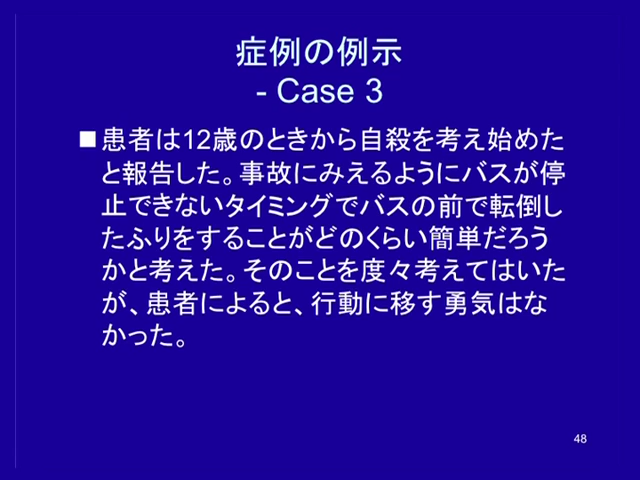 症例の例示
- Case 3
■患者は12歳のときから自殺を考え始めた
と報告した。事故にみえるようにバスが停
止できないタイミングでバスの前で転倒し
たふりをすることがどのくらい簡単だろう
かと考えた。そのことを度々考えてはいた
が、患者によると、行動に移す勇気はな
かった。
48